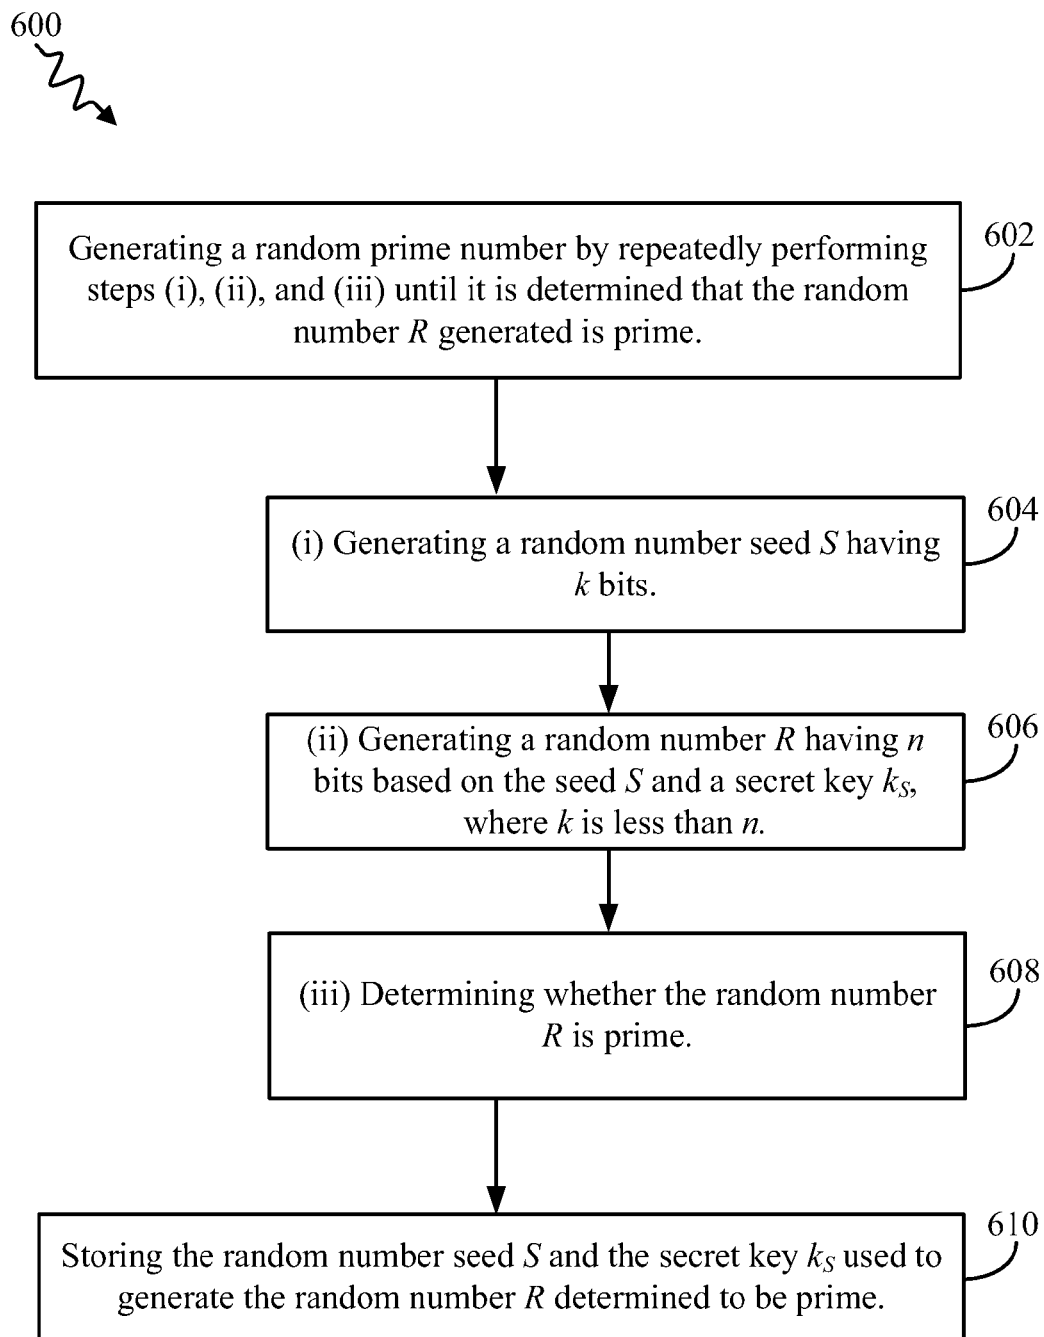 600
Generating a random prime number by repeatedly performing
steps (i), (ii), and (iii) until it is determined that the random
number R generated is prime.
602
(i) Generating a random number seed S having
k bits.
604
(ii) Generating a random number R having n
bits based on the seed S and a secret key kS,
where k is less than n.
606
(iii) Determining whether the random number
R is prime.
608
Storing the random number seed S and the secret key kS used to
generate the random number R determined to be prime.
610